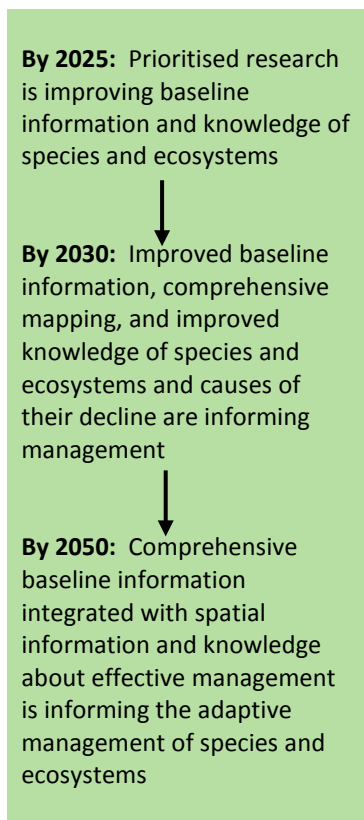 By 2025: Prioritised research
is improving baseline
information and knowledge of
species and ecosystems
By 2030: Improved baseline
information, comprehensive
mapping, and improved
knowledge of species and
ecosystems and causes of
their decline are informing
management
By 2050: Comprehensive
baseline information
integrated with spatial
information and knowledge
about effective management
is informing the adaptive
management of species and
ecosystems